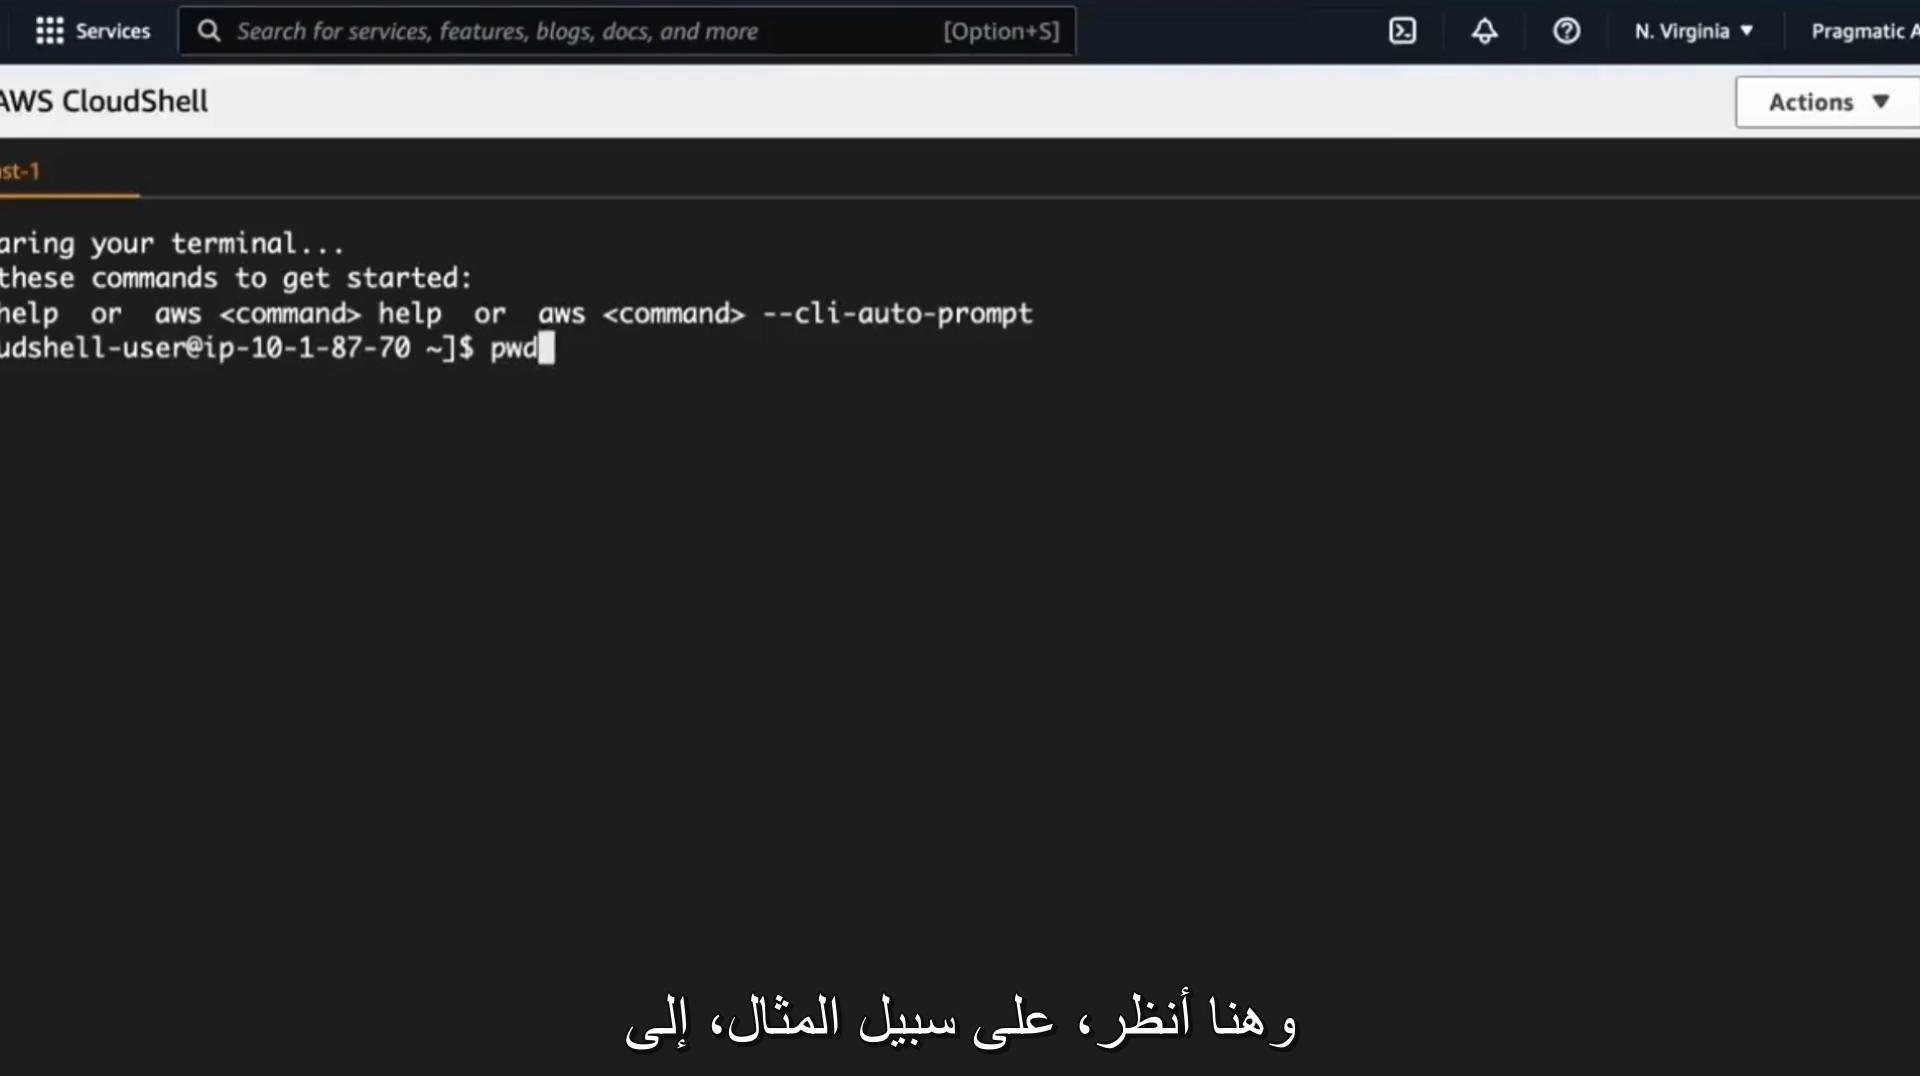 Services
Search for services, features, blogs, docs, and more
[Option+S]
N. Virginia
Pragmatic A
AWS CloudShell
Actions
st-1
aring your terminal...
these commands to get started:
help or aws <command> help or aws <command> --cli-auto-prompt
udshell-user@ip-10-1-87-70 ~]$ pwd
وهنا أنظر، على سبيل المثال، إلى